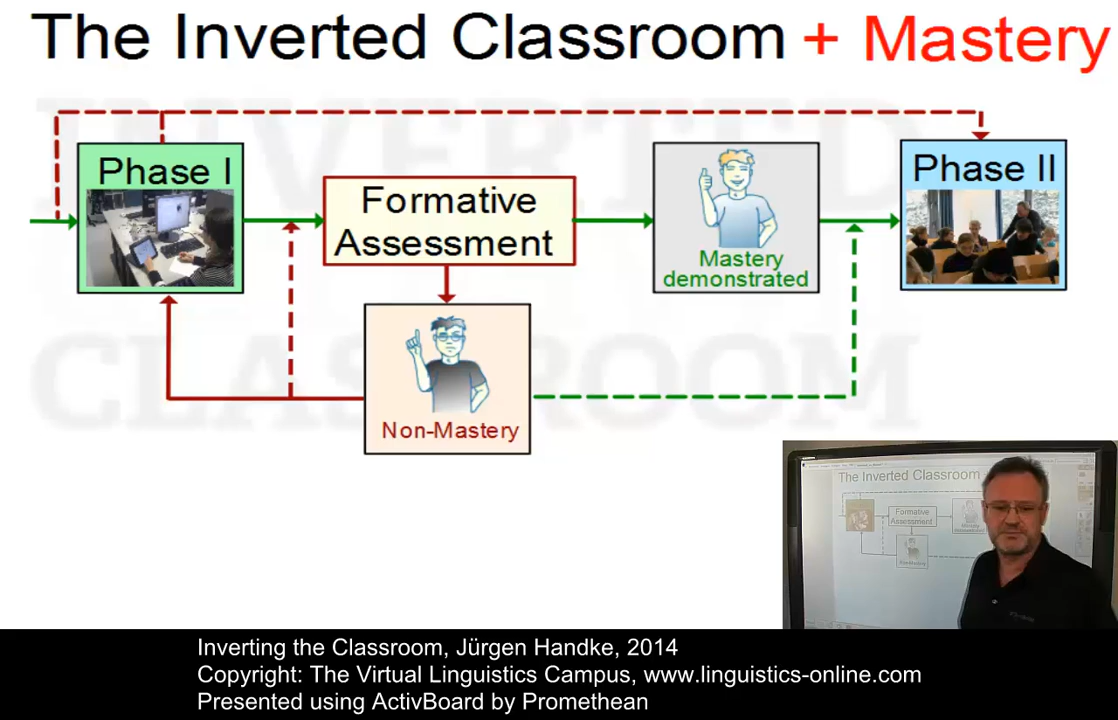 The Inverted Classroom + Mastery
INVERTED
CLASSROOM
Phase I
Formative
Assessment
Mastery
demonstrated
Phase II
Non-Mastery
The Inverted Classroom
Formative
Assessment
Inverting the Classroom, Jürgen Handke, 2014
Copyright: The Virtual Linguistics Campus, www.linguistics-online.com
Presented using ActivBoard by Promethean